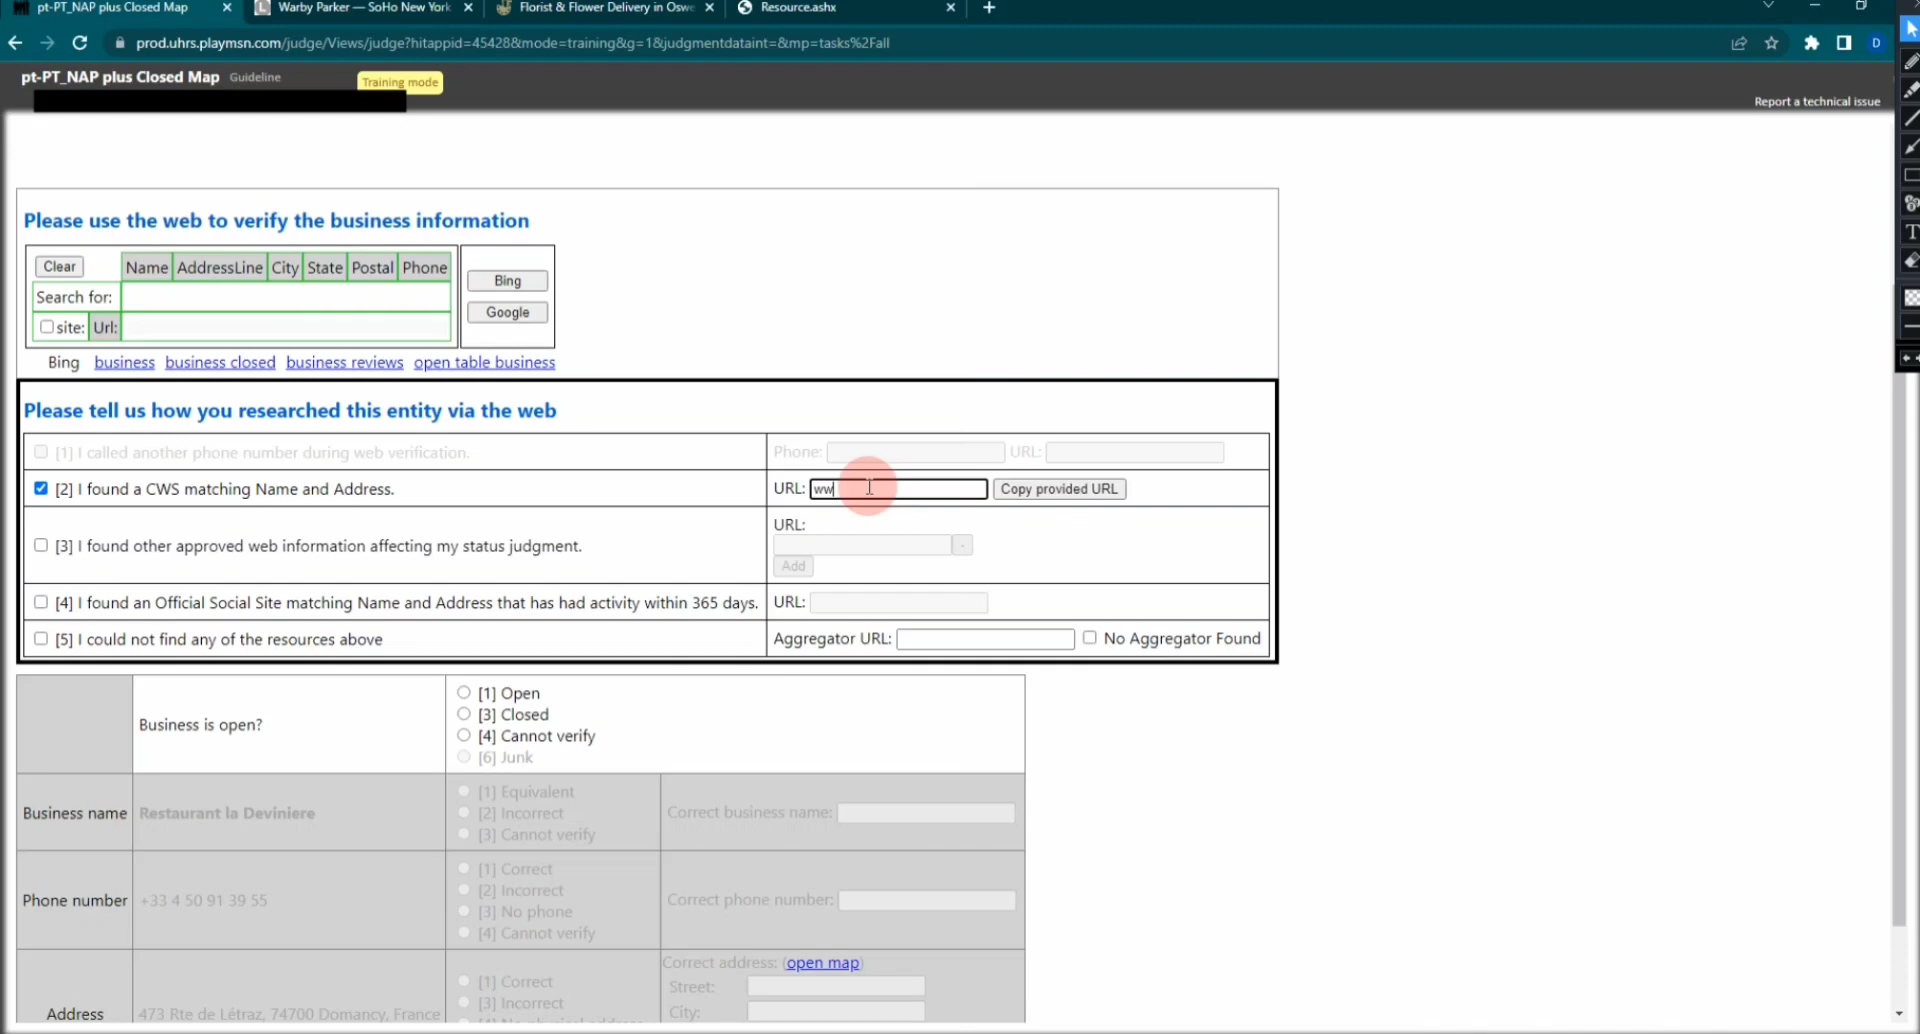 pt-PT_NAP plus Closed Map
Warby Parker — SoHo New York
Florist & Flower Delivery in Oswe
Resource.ashx
prod.uhrs.playmsn.com/judge/Views/judge?hitappid=45428&mode=training&g=1&judgmentdataint=&mp=tasks%2Fall
D
pt-PT_NAP plus Closed Map Guideline
Training mode
Report a technical issue
Please use the web to verify the business information
Clear Name AddressLine City State Postal Phone
Bing
Search for:
Google
site: Url:
Bing business business closed business reviews open table business
Please tell us how you researched this entity via the web
[1] I called another phone number during web verification. Phone: URL:
[2] I found a CWS matching Name and Address. URL: ww Copy provided URL
URL:
[3] I found other approved web information affecting my status judgment. -
Add
[4] I found an Official Social Site matching Name and Address that has had activity within 365 days. URL:
[5] I could not find any of the resources above Aggregator URL: No Aggregator Found
Business is open?
[1] Open
[3] Closed
[4] Cannot verify
[6] Junk
Business name Restaurant la Deviniere
[1] Equivalent
[2] Incorrect
[3] Cannot verify
Correct business name:
Phone number +33 4 50 91 39 55
[1] Correct
[2] Incorrect
[3] No phone
[4] Cannot verify
Correct phone number:
Address 473 Rte de Létraz, 74700 Domancy, France
[1] Correct
[3] Incorrect
Correct address: (open map)
Street:
City: